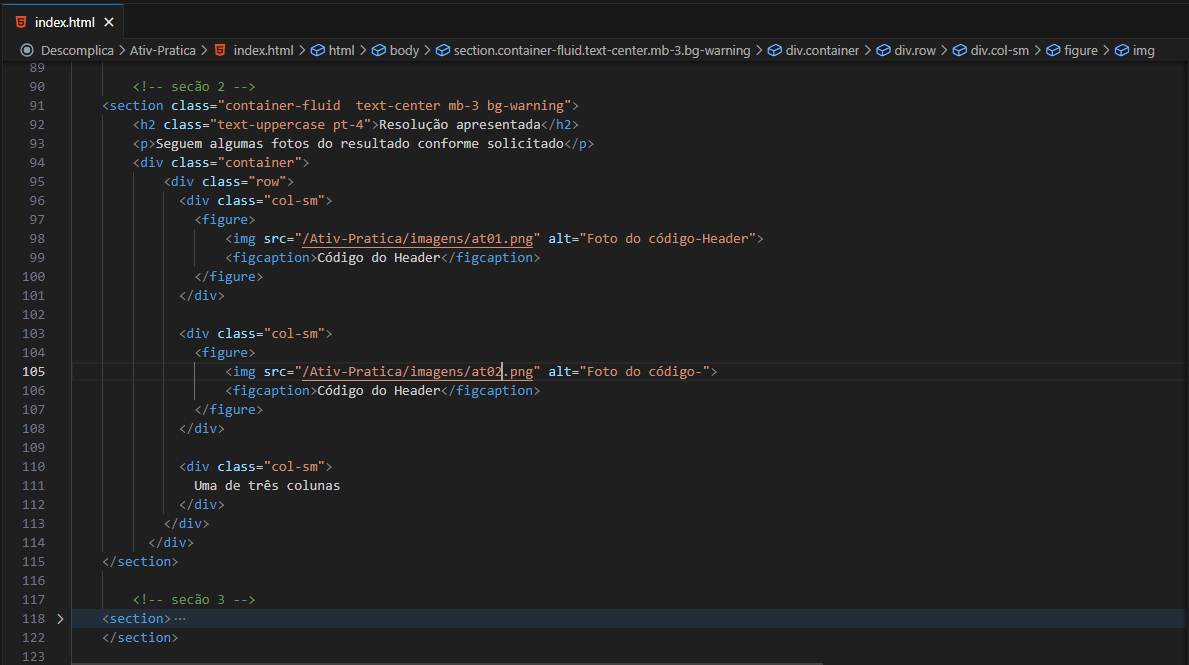 index.html ×
Descomplica > Ativ-Pratica > index.html > html > body > section.container-fluid.text-center.mb-3.bg-warning > div.container > div.row > div.col-sm > figure > img
89
90 <!-- secão 2 -->
91 <section class="container-fluid  text-center mb-3 bg-warning">
92 <h2 class="text-uppercase pt-4">Resolução apresentada</h2>
93 <p>Seguem algumas fotos do resultado conforme solicitado</p>
94 <div class="container">
95 <div class="row">
96 <div class="col-sm">
97 <figure>
98 <img src="/Ativ-Pratica/imagens/at01.png" alt="Foto do código-Header">
99 <figcaption>Código do Header</figcaption>
100 </figure>
101 </div>
102
103 <div class="col-sm">
104 <figure>
105 <img src="/Ativ-Pratica/imagens/at02.png" alt="Foto do código-">
106 <figcaption>Código do Header</figcaption>
107 </figure>
108 </div>
109
110 <div class="col-sm">
111 Uma de três colunas
112 </div>
113 </div>
114 </div>
115 </section>
116
117 <!-- secão 3 -->
118 > <section>…
122 </section>
123